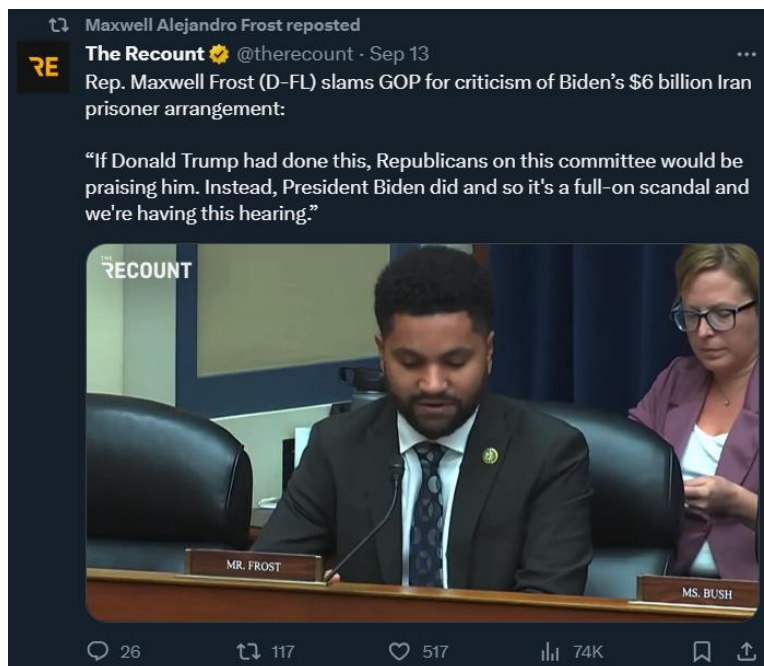 Maxwell Alejandro Frost reposted
RE
The Recount @therecount · Sep 13
Rep. Maxwell Frost (D-FL) slams GOP for criticism of Biden’s $6 billion Iran
prisoner arrangement:
“If Donald Trump had done this, Republicans on this committee would be
praising him. Instead, President Biden did and so it's a full-on scandal and
we're having this hearing.”
THE
RECOUNT
MR. FROST
MS. BUSH
26 117 517 74K